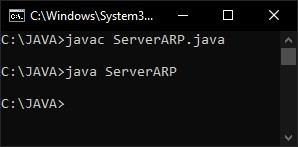 C:\Windows\System3...
C:\JAVA>javac ServerARP.java
C:\JAVA>java ServerARP
C:\JAVA>